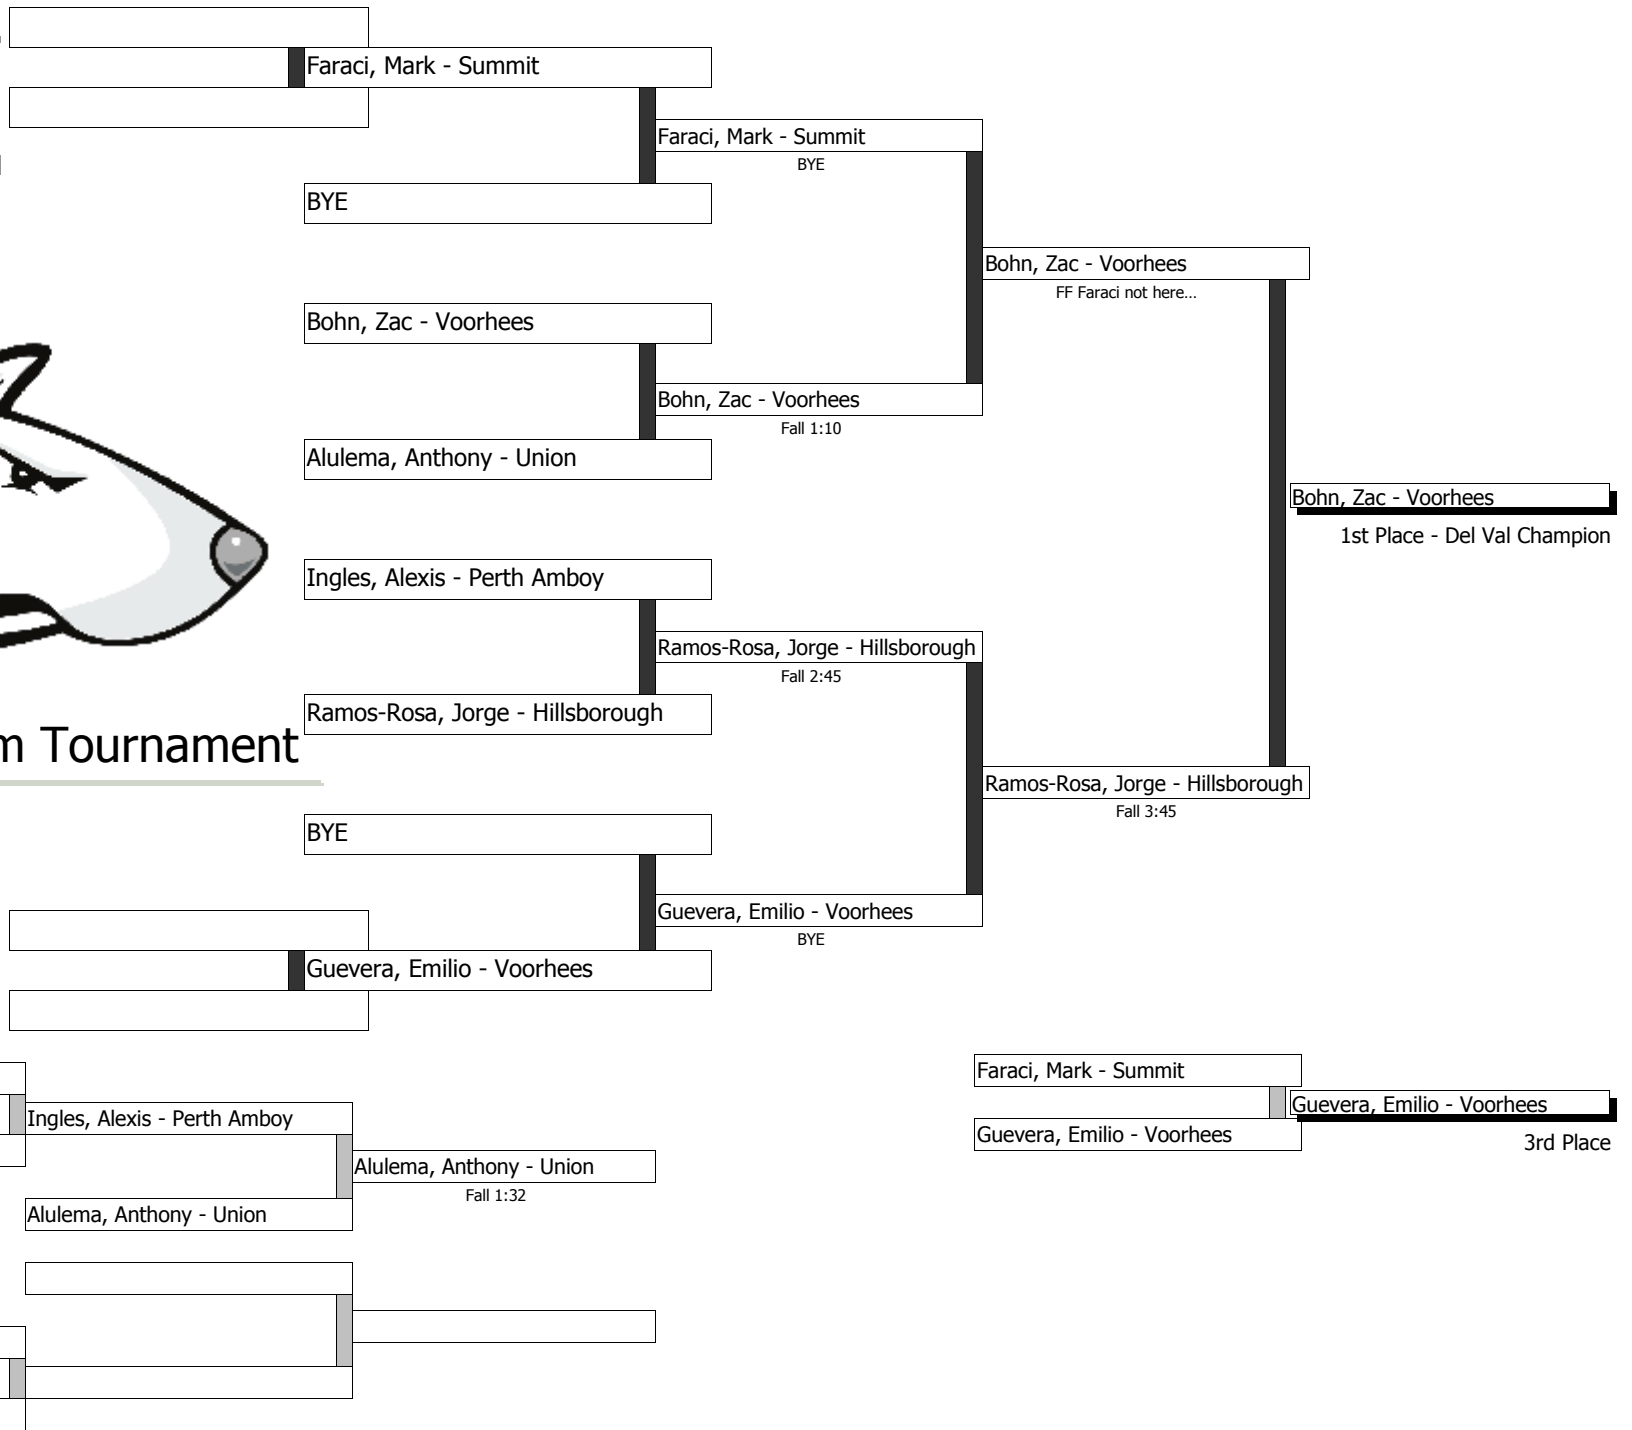 Faraci, Mark - Summit
Faraci, Mark - Summit
BYE
BYE
Bohn, Zac - Voorhees
FF Faraci not here...
Bohn, Zac - Voorhees
Bohn, Zac - Voorhees
Fall 1:10
Alulema, Anthony - Union
Bohn, Zac - Voorhees
1st Place - Del Val Champion
Ingles, Alexis - Perth Amboy
Ramos-Rosa, Jorge - Hillsborough
Fall 2:45
Ramos-Rosa, Jorge - Hillsborough
m Tournament
Ramos-Rosa, Jorge - Hillsborough
Fall 3:45
BYE
Guevera, Emilio - Voorhees
BYE
Guevera, Emilio - Voorhees
Faraci, Mark - Summit
Guevera, Emilio - Voorhees
Guevera, Emilio - Voorhees
3rd Place
Ingles, Alexis - Perth Amboy
Alulema, Anthony - Union
Fall 1:32
Alulema, Anthony - Union